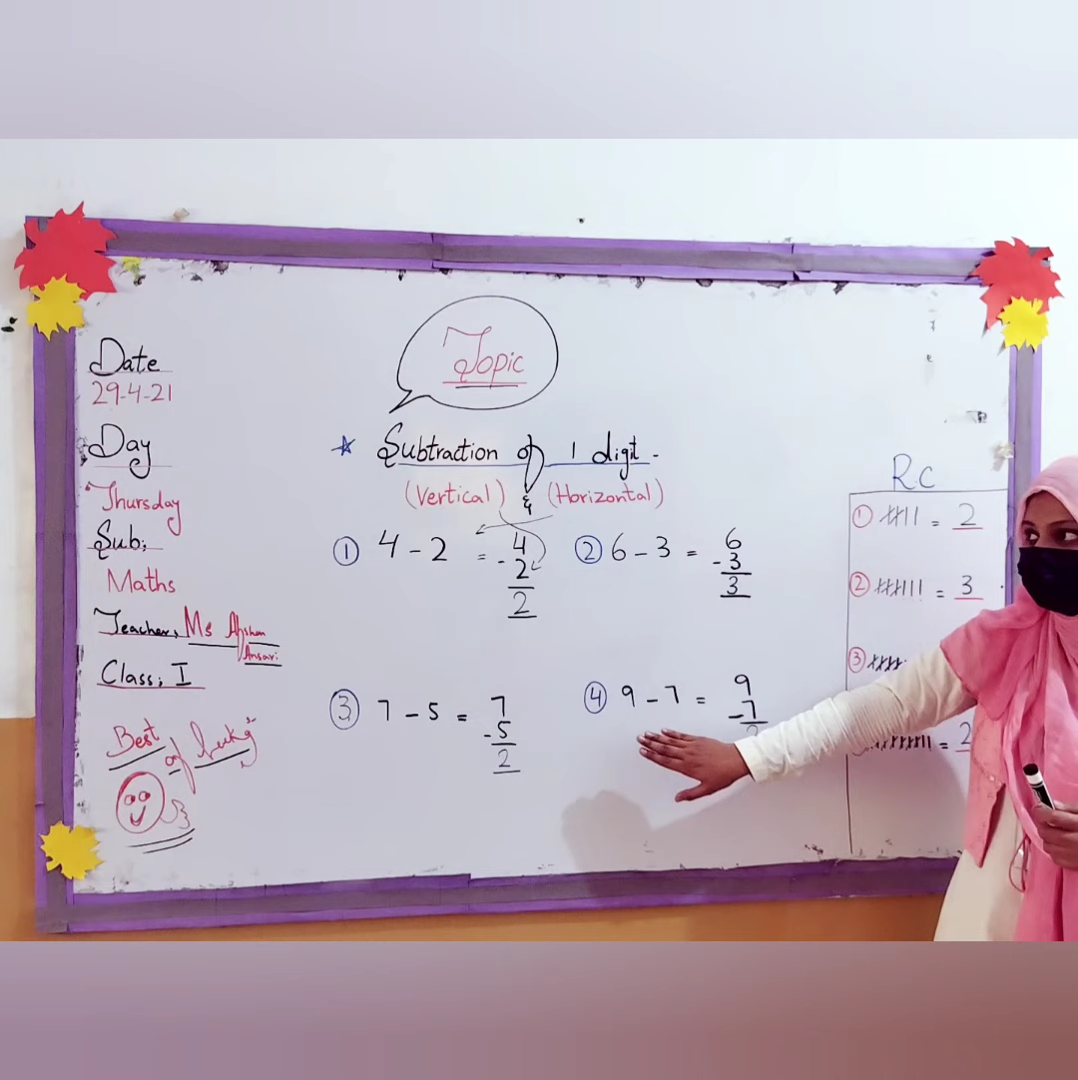 Date
29-4-21
Day
Thursday
Sub;
Maths
Teacher; Ms Afshan
Ansari
Class; I
Best of luck
Topic
Subtraction of 1 digit.
(Vertical) & (Horizontal)
① 4 - 2 = 4
- 2
2
② 6 - 3 = 6
- 3
3
③ 7 - 5 = 7
- 5
2
④ 9 - 7 = 9
- 7
Rc
① = 2
② = 3
③
= 2